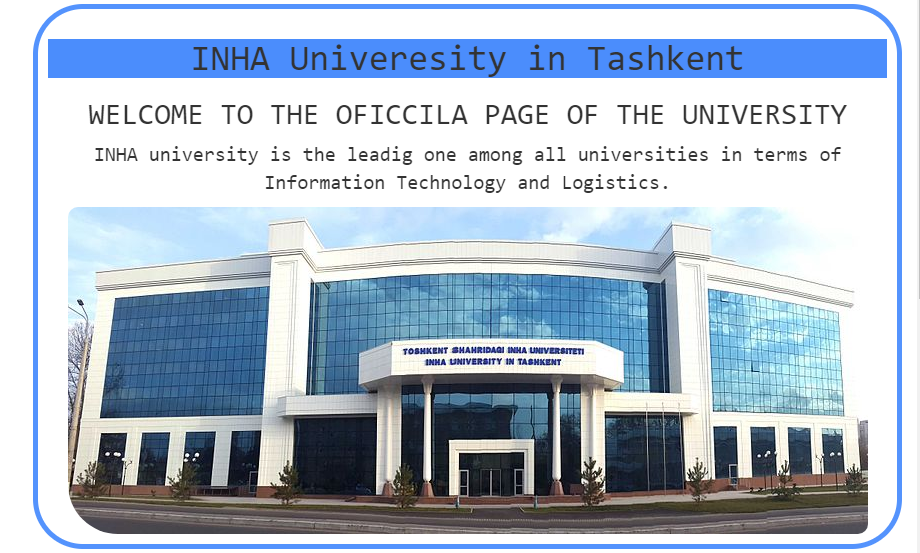 INHA Univeresity in Tashkent
WELCOME TO THE OFICCILA PAGE OF THE UNIVERSITY
INHA university is the leadig one among all universities in terms of
Information Technology and Logistics.
TOSHKENT SHAHRIDAGI INHA UNIVERSITETI
INHA UNIVERSITY IN TASHKENT